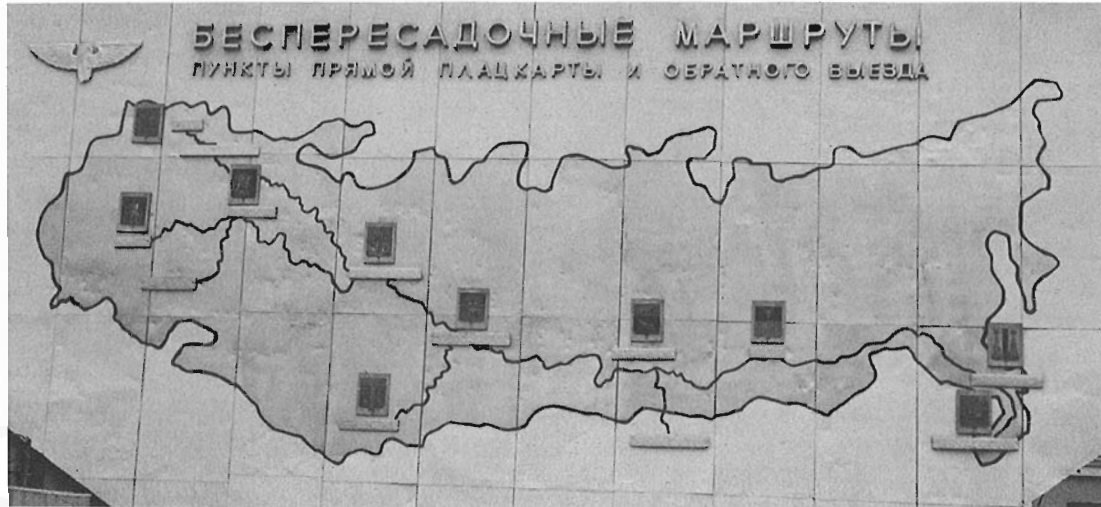 БЕСПЕРЕСАДОЧНЫЕ МАРШРУТЫ
ПУНКТЫ ПРЯМОЙ ПЛАЦКАРТЫ И ОБРАТНОГО ВЫЕЗДА